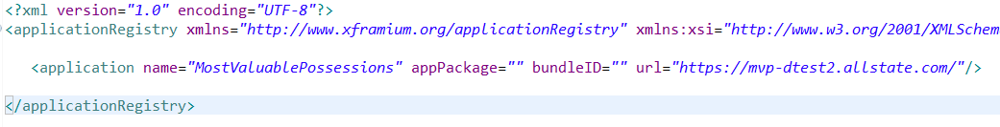 <?xml version="1.0" encoding="UTF-8"?>
<applicationRegistry xmlns="http://www.xframium.org/applicationRegistry" xmlns:xsi="http://www.w3.org/2001/XMLSchem
<application name="MostValuablePossessions" appPackage="" bundleID="" url="https://mvp-dtest2.allstate.com/"/>
</applicationRegistry>